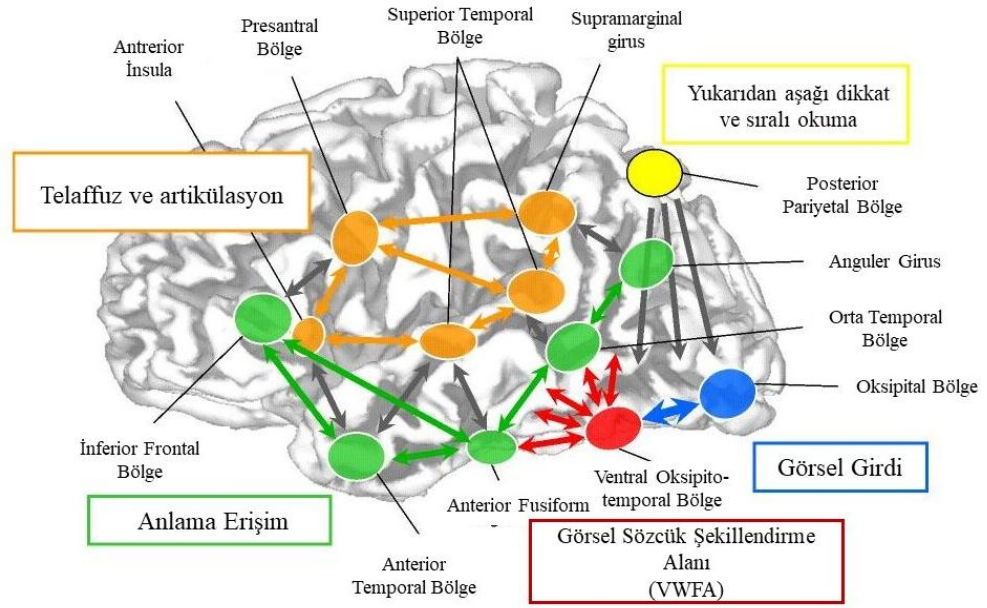 Superior Temporal
Bölge
Supramarginal
girus
Presantral
Bölge
Antrerior
İnsula
Yukarıdan aşağı dikkat
ve sıralı okuma
Telaffuz ve artikülasyon
Posterior
Pariyetal Bölge
Anguler Girus
Orta Temporal
Bölge
Oksipital Bölge
İnferior Frontal
Bölge
Görsel Girdi
Ventral Oksipito-
temporal Bölge
Anterior Fusiform
Anlama Erişim
Görsel Sözcük Şekillendirme
Alanı
(VWFA)
Anterior
Temporal Bölge